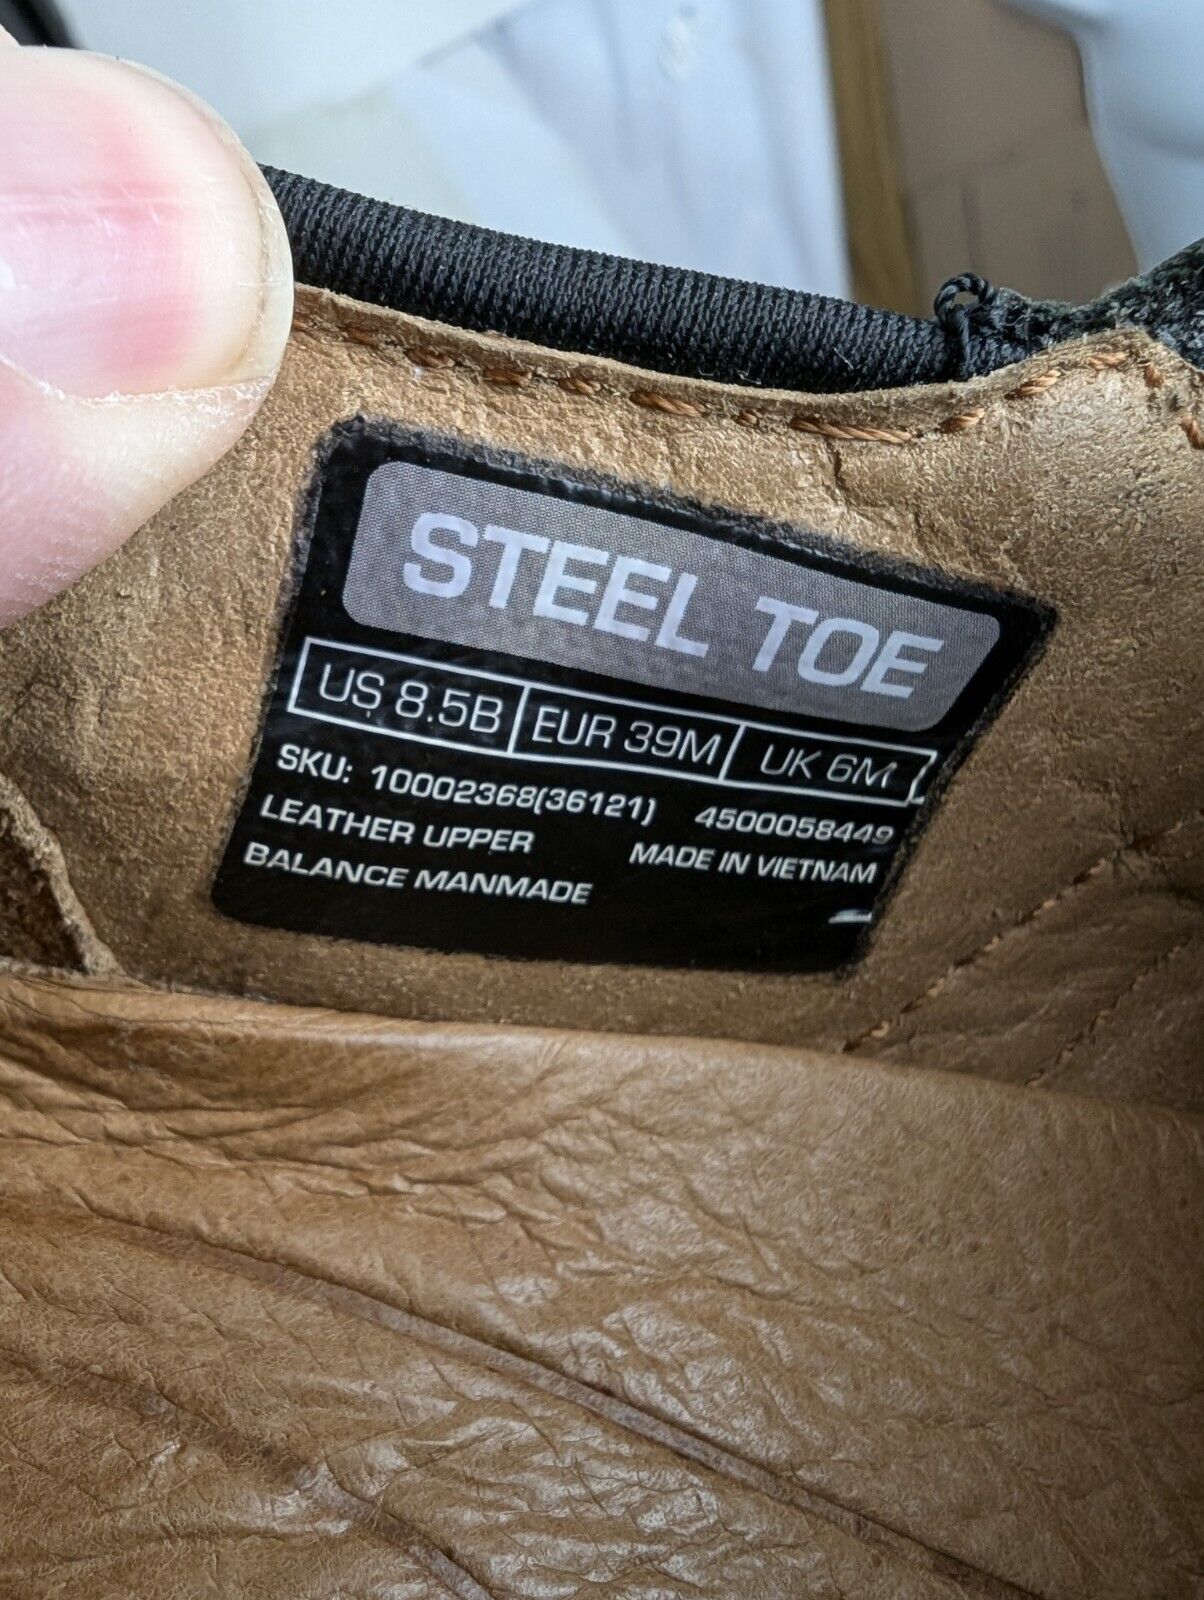 STEEL TOE
US 8.5B EUR 39M UK 6M
SKU: 10002368(36121) 4500058449
LEATHER UPPER MADE IN VIETNAM
BALANCE MANMADE